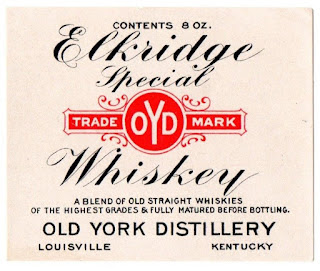 CONTENTS 8 OZ.
Elkridge
Special
TRADE OYD MARK
Whiskey
A BLEND OF OLD STRAIGHT WHISKIES
OF THE HIGHEST GRADES & FULLY MATURED BEFORE BOTTLING.
OLD YORK DISTILLERY
LOUISVILLE KENTUCKY